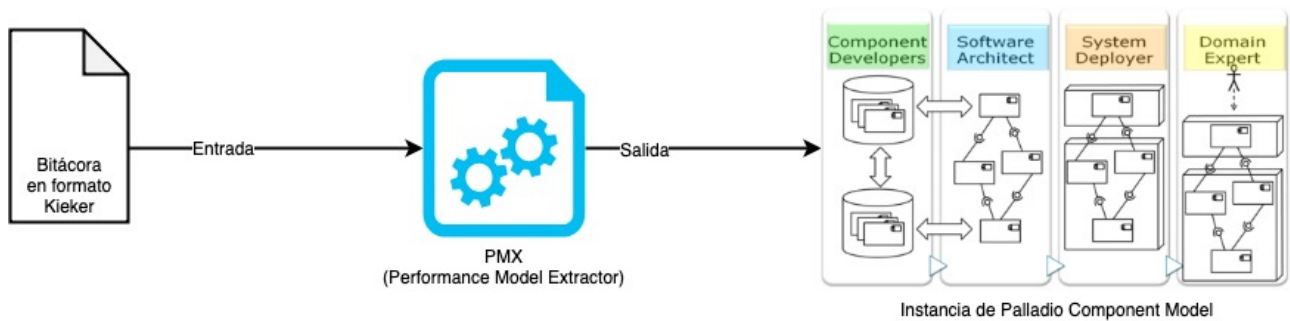 Bitácora
en formato
Kieker
Entrada
PMX
(Performance Model Extractor)
Salida
Component
Developers
Software
Architect
System
Deployer
Domain
Expert
Instancia de Palladio Component Model